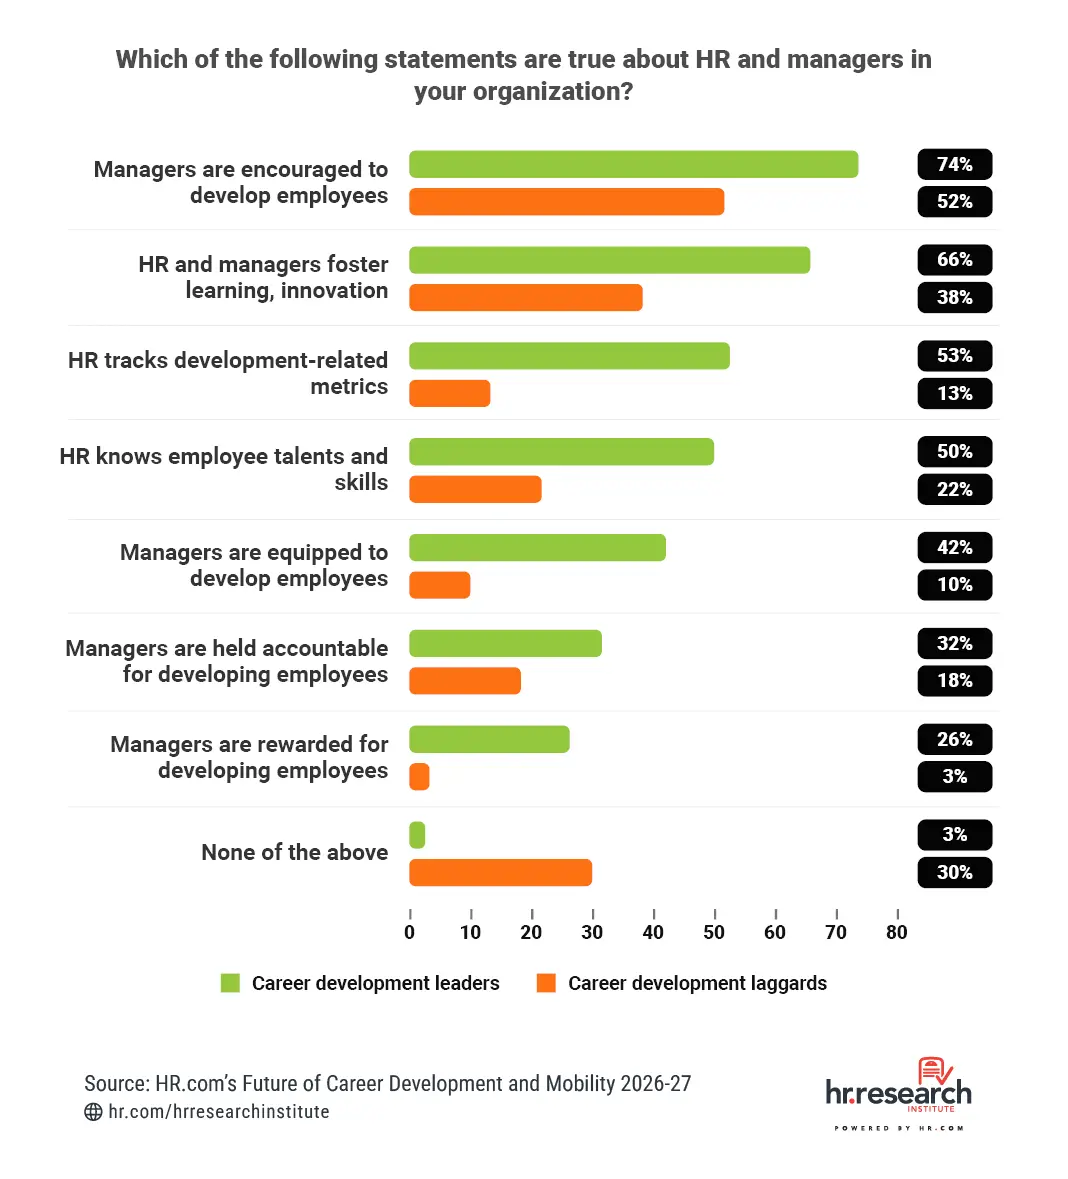 Which of the following statements are true about HR and managers in
your organization?
Managers are encouraged to
develop employees
74%
52%
HR and managers foster
learning, innovation
66%
38%
HR tracks development-related
metrics
53%
13%
HR knows employee talents and
skills
50%
22%
Managers are equipped to
develop employees
42%
10%
Managers are held accountable
for developing employees
32%
18%
Managers are rewarded for
developing employees
26%
3%
None of the above
3%
30%
0 10 20 30 40 50 60 70 80
Career development leaders Career development laggards
Source: HR.com’s Future of Career Development and Mobility 2026-27
hr.com/hrresearchinstitute
hr.research
INSTITUTE
POWERED BY HR.COM